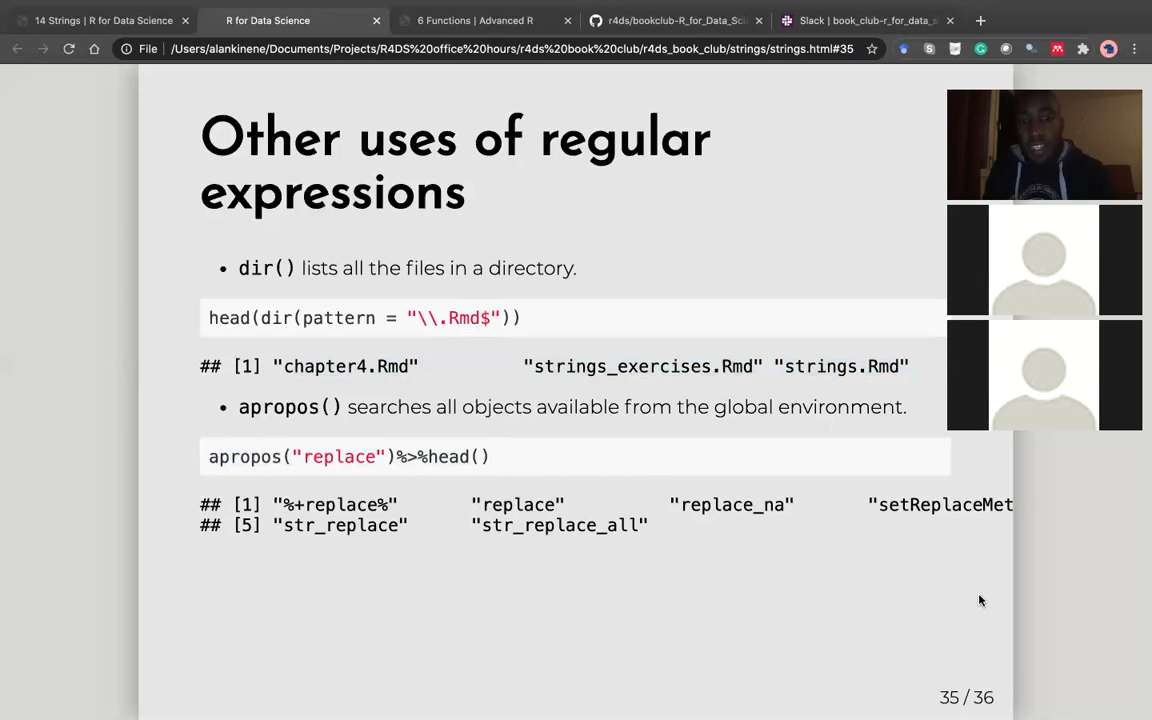 14 Strings | R for Data Science
R for Data Science
6 Functions | Advanced R
r4ds/bookclub-R_for_Data_Sci
Slack | book_club-r_for_data_s
File
/Users/alankinene/Documents/Projects/R4DS%20office%20hours/r4ds%20book%20club/r4ds_book_club/strings/strings.html#35
Other uses of regular
expressions
• dir() lists all the files in a directory.
head(dir(pattern = "\\.Rmd$"))
## [1] "chapter4.Rmd" "strings_exercises.Rmd" "strings.Rmd"
• apropos() searches all objects available from the global environment.
apropos("replace")%>%head()
## [1] "%+replace%" "replace" "replace_na" "setReplaceMet
## [5] "str_replace" "str_replace_all"
35 / 36